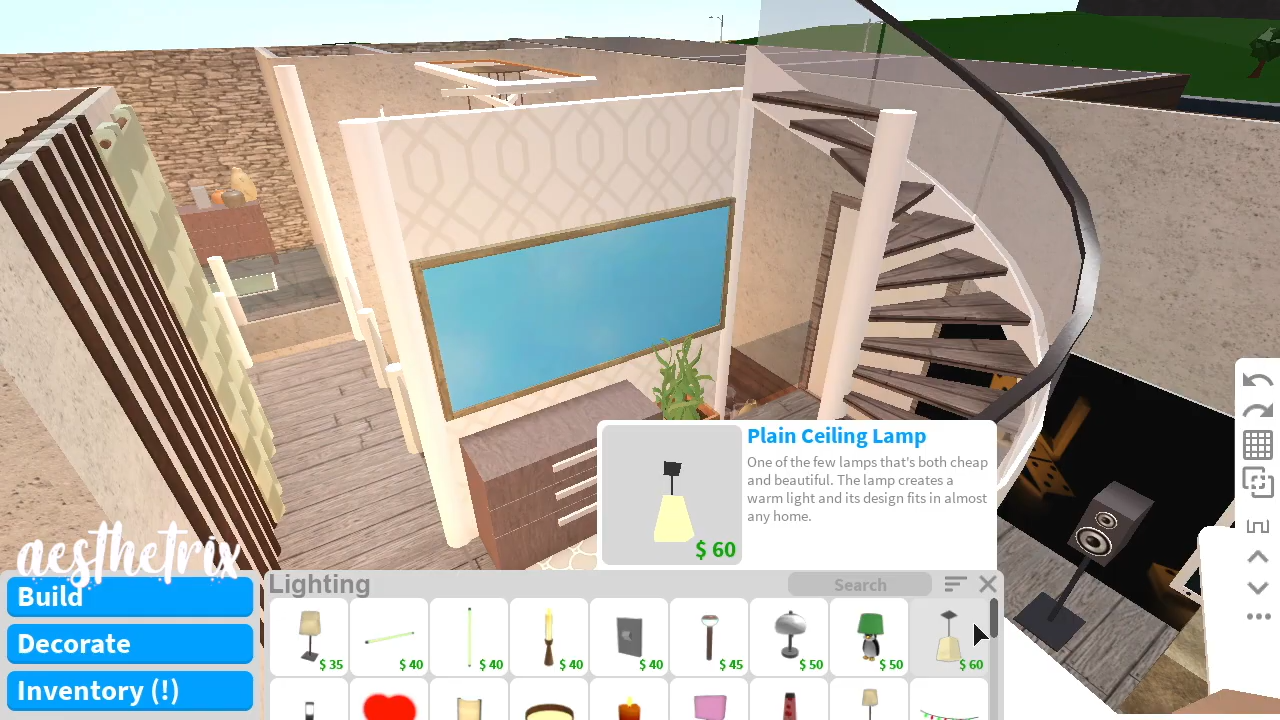 Plain Ceiling Lamp
One of the few lamps that's both cheap
and beautiful. The lamp creates a
warm light and its design fits in almost
any home.
$ 60
aesthetrix
Build
Decorate
Inventory (!)
Lighting
Search
$ 35
$ 40
$ 40
$ 40
$ 40
$ 45
$ 50
$ 50
$ 60